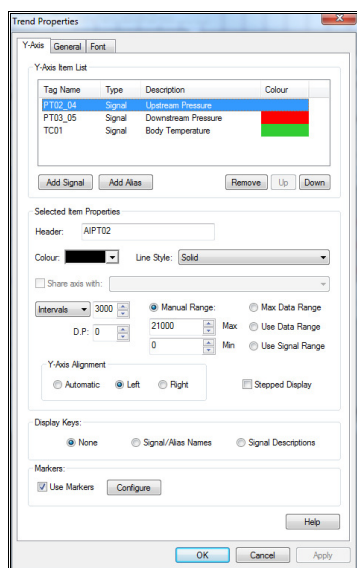 Trend Properties
Y-Axis General Font
Y-Axis Item List
Tag Name Type Description Colour
PT02_04 Signal Upstream Pressure
PT03_05 Signal Downstream Pressure
TC01 Signal Body Temperature
Add Signal Add Alias Remove Up Down
Selected Item Properties
Header: AIPT02
Colour: Line Style: Solid
Share axis with:
Intervals 3000 Manual Range: Max Data Range
D.P: 0 21000 Max Use Data Range
0 Min Use Signal Range
Y-Axis Alignment
Automatic Left Right Stepped Display
Display Keys:
None Signal/Alias Names Signal Descriptions
Markers:
Use Markers Configure
Help
OK Cancel Apply